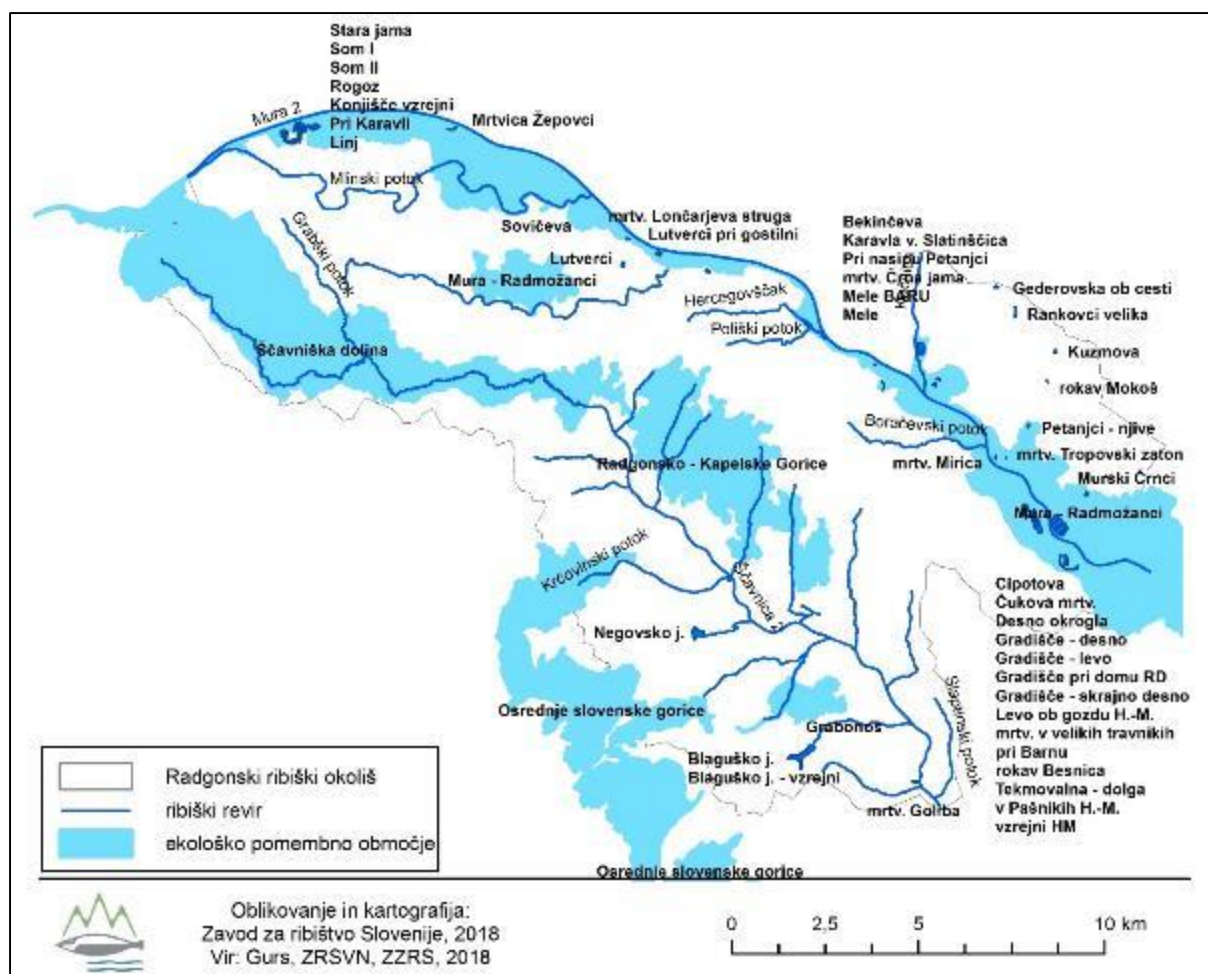 Stara jama
Som I
Som II
Rogoz
Konjišče vzrejni
Pri Karavli
Linj
Mura 2
Mrtvica Žepovci
Mlinski potok
Grabški potok
Sovičeva
mrtv. Lončarjeva struga
Lutverci pri gostilni
Lutverci
Mura - Radmožanci
Bekinčeva
Karavla v. Slatinščica
Pri nasipu Petanjci
mrtv. Črna jama
Mele BARU
Mele
Hercegovščak
Poliški potok
Gederovska ob cesti
Rankovci velika
Kuzmova
rokav Mokoš
Ščavniška dolina
Boračevski potok
Petanjci - njive
mrtv. Mirica
mrtv. Tropovski zaton
Murski Črnci
Mura - Radmožanci
Radgonsko - Kapelske Gorice
Krčovinski potok
Ščavnica 2
Negovsko j.
Cipotova
Čukova mrtv.
Desno okrogla
Gradišče - desno
Gradišče - levo
Gradišče pri domu RD
Gradišče - skrajno desno
Levo ob gozdu H.-M.
mrtv. v velikih travnikih
pri Barnu
rokav Besnica
Tekmovalna - dolga
v Pašnikih H.-M.
vzrejni HM
Osrednje slovenske gorice
Grabonoš
Blaguško j.
Blaguško j. - vzrejni
mrtv. Goliba
Osrednje slovenske gorice
Radgonski ribiški okoliš
ribiški revir
ekološko pomembno območje
Oblikovanje in kartografija:
Zavod za ribištvo Slovenije, 2018
Vir: Gurs, ZRSVN, ZZRS, 2018
0 2,5 5 10 km